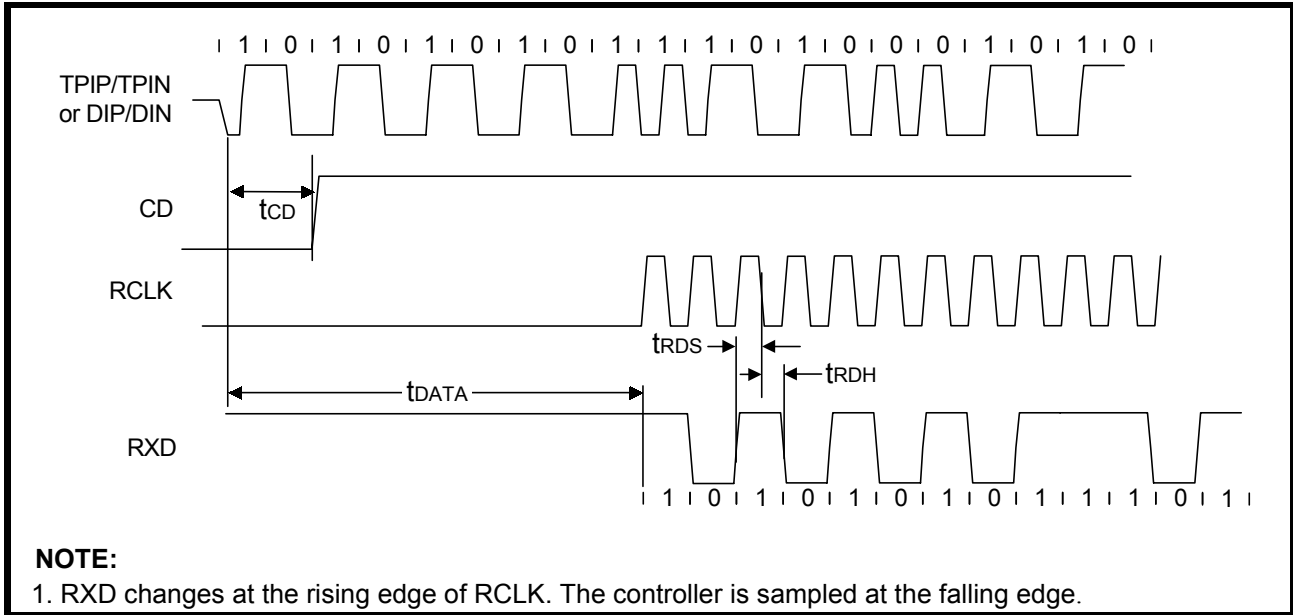 ı 1 ı 0 ı 1 ı 0 ı 1 ı 0 ı 1 ı 0 ı 1 ı 1 ı 1 ı 0 ı 1 ı 0 ı 0 ı 0 ı 1 ı 0 ı 1 ı 0 ı
TPIP/TPIN
or DIP/DIN
CD
tCD
RCLK
tRDS
tRDH
tDATA
RXD
ı 1 ı 0 ı 1 ı 0 ı 1 ı 0 ı 1 ı 0 ı 1 ı 1 ı 1 ı 0 ı 1 ı
NOTE:
1. RXD changes at the rising edge of RCLK. The controller is sampled at the falling edge.